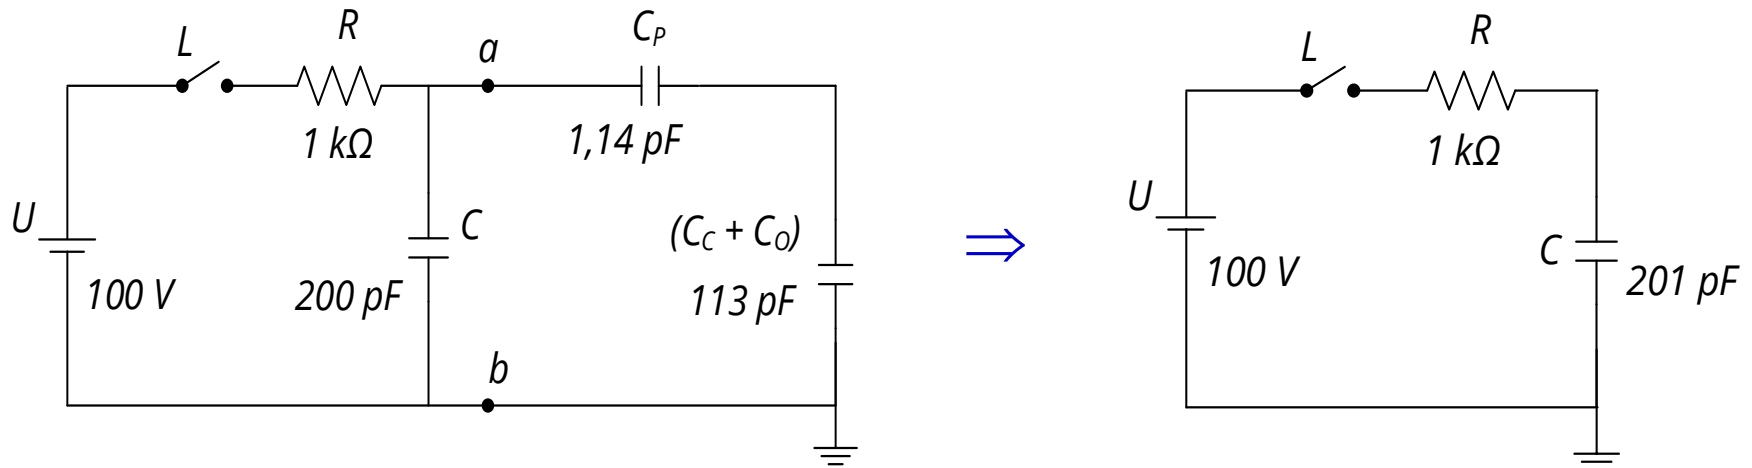 L
R
1 kΩ
U
100 V
C
200 pF
a
b
C_P
1,14 pF
(C_C + C_O)
113 pF
⇒
L
R
1 kΩ
U
100 V
C
201 pF